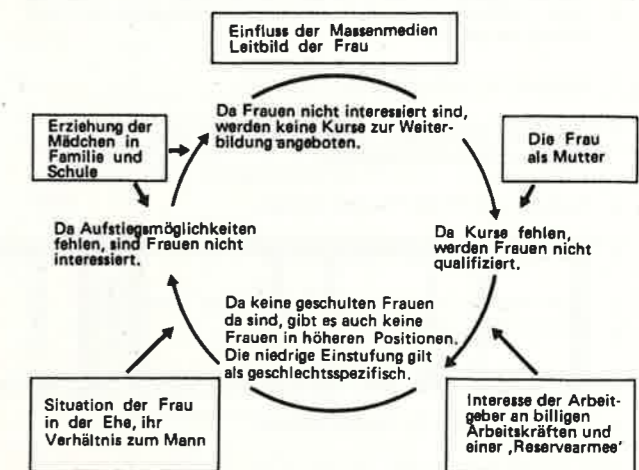 Einfluss der Massenmedien
Leitbild der Frau
Da Frauen nicht interessiert sind,
werden keine Kurse zur Weiter-
bildung angeboten.
Erziehung der
Mädchen in
Familie und
Schule
Die Frau
als Mutter
Da Aufstiegsmöglichkeiten
fehlen, sind Frauen nicht
interessiert.
Da Kurse fehlen,
werden Frauen nicht
qualifiziert.
Da keine geschulten Frauen
da sind, gibt es auch keine
Frauen in höheren Positionen.
Die niedrige Einstufung gilt
als geschlechtsspezifisch.
Situation der Frau
in der Ehe, ihr
Verhältnis zum Mann
Interesse der Arbeit-
geber an billigen
Arbeitskräften und
einer ‚Reservearmee'